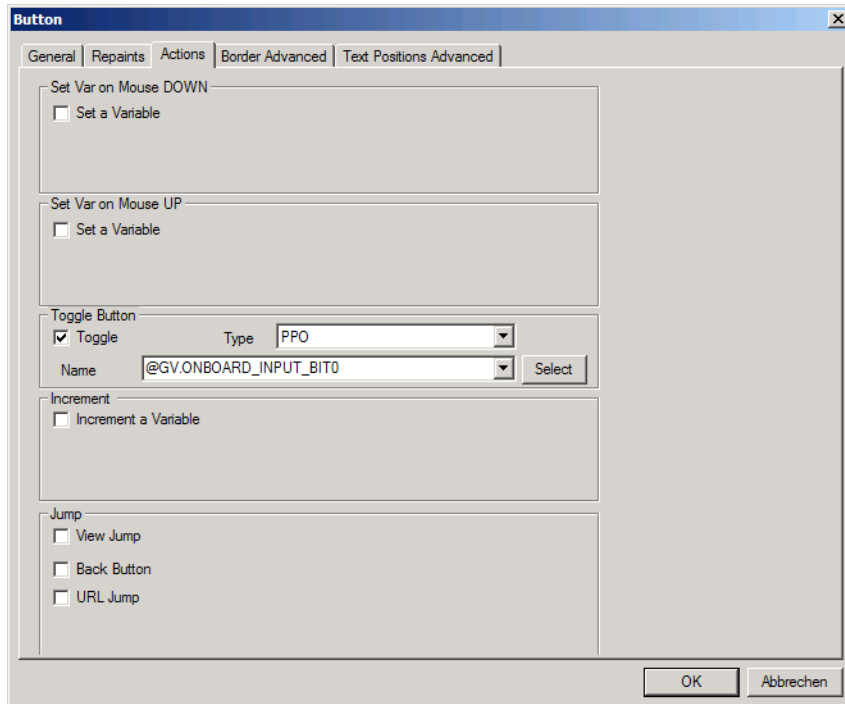 Button
General Repaints Actions Border Advanced Text Positions Advanced
Set Var on Mouse DOWN
Set a Variable
Set Var on Mouse UP
Set a Variable
Toggle Button
Toggle Type PPO
Name @GV.ONBOARD_INPUT_BIT0 Select
Increment
Increment a Variable
Jump
View Jump
Back Button
URL Jump
OK Abbrechen